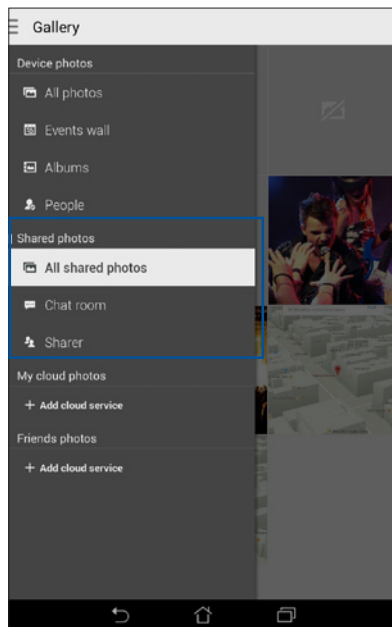 Gallery
Device photos
All photos
Events wall
Albums
People
Shared photos
All shared photos
Chat room
Sharer
My cloud photos
+ Add cloud service
Friends photos
+ Add cloud service